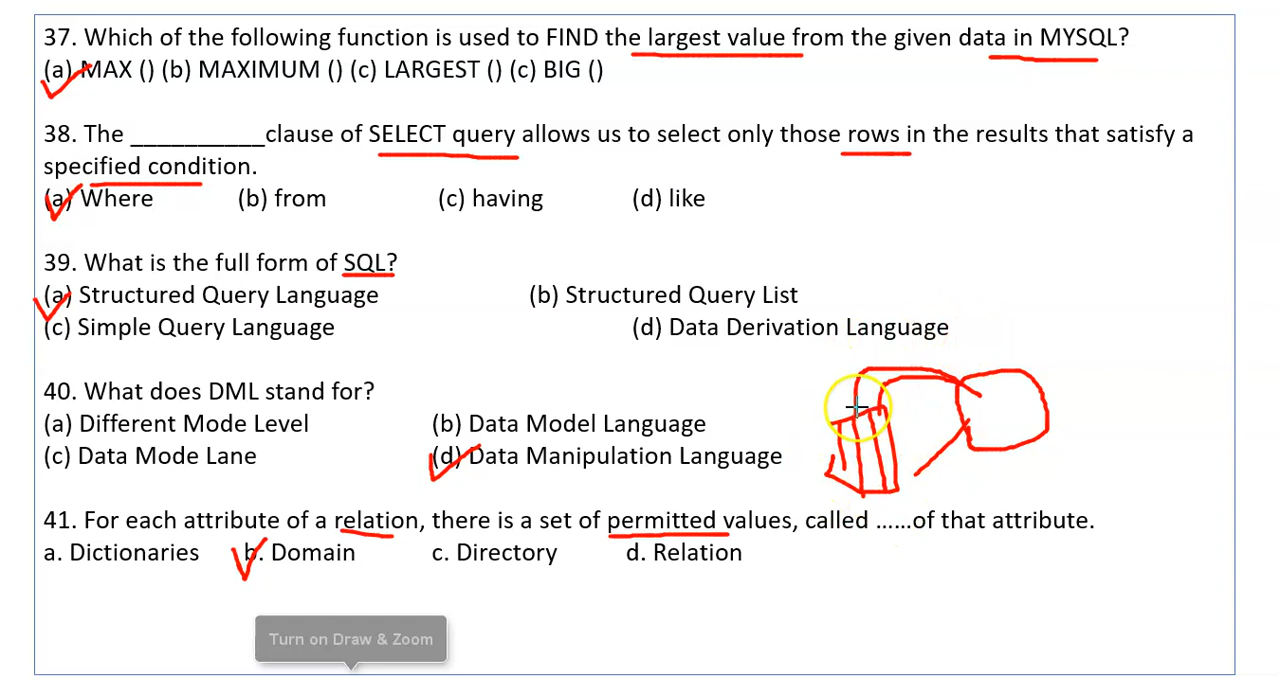 37. Which of the following function is used to FIND the largest value from the given data in MYSQL?
(a) MAX () (b) MAXIMUM () (c) LARGEST () (c) BIG ()
38. The __________clause of SELECT query allows us to select only those rows in the results that satisfy a
specified condition.
(a) Where (b) from (c) having (d) like
39. What is the full form of SQL?
(a) Structured Query Language (b) Structured Query List
(c) Simple Query Language (d) Data Derivation Language
40. What does DML stand for?
(a) Different Mode Level (b) Data Model Language
(c) Data Mode Lane (d) Data Manipulation Language
41. For each attribute of a relation, there is a set of permitted values, called ......of that attribute.
a. Dictionaries b. Domain c. Directory d. Relation
Turn on Draw & Zoom